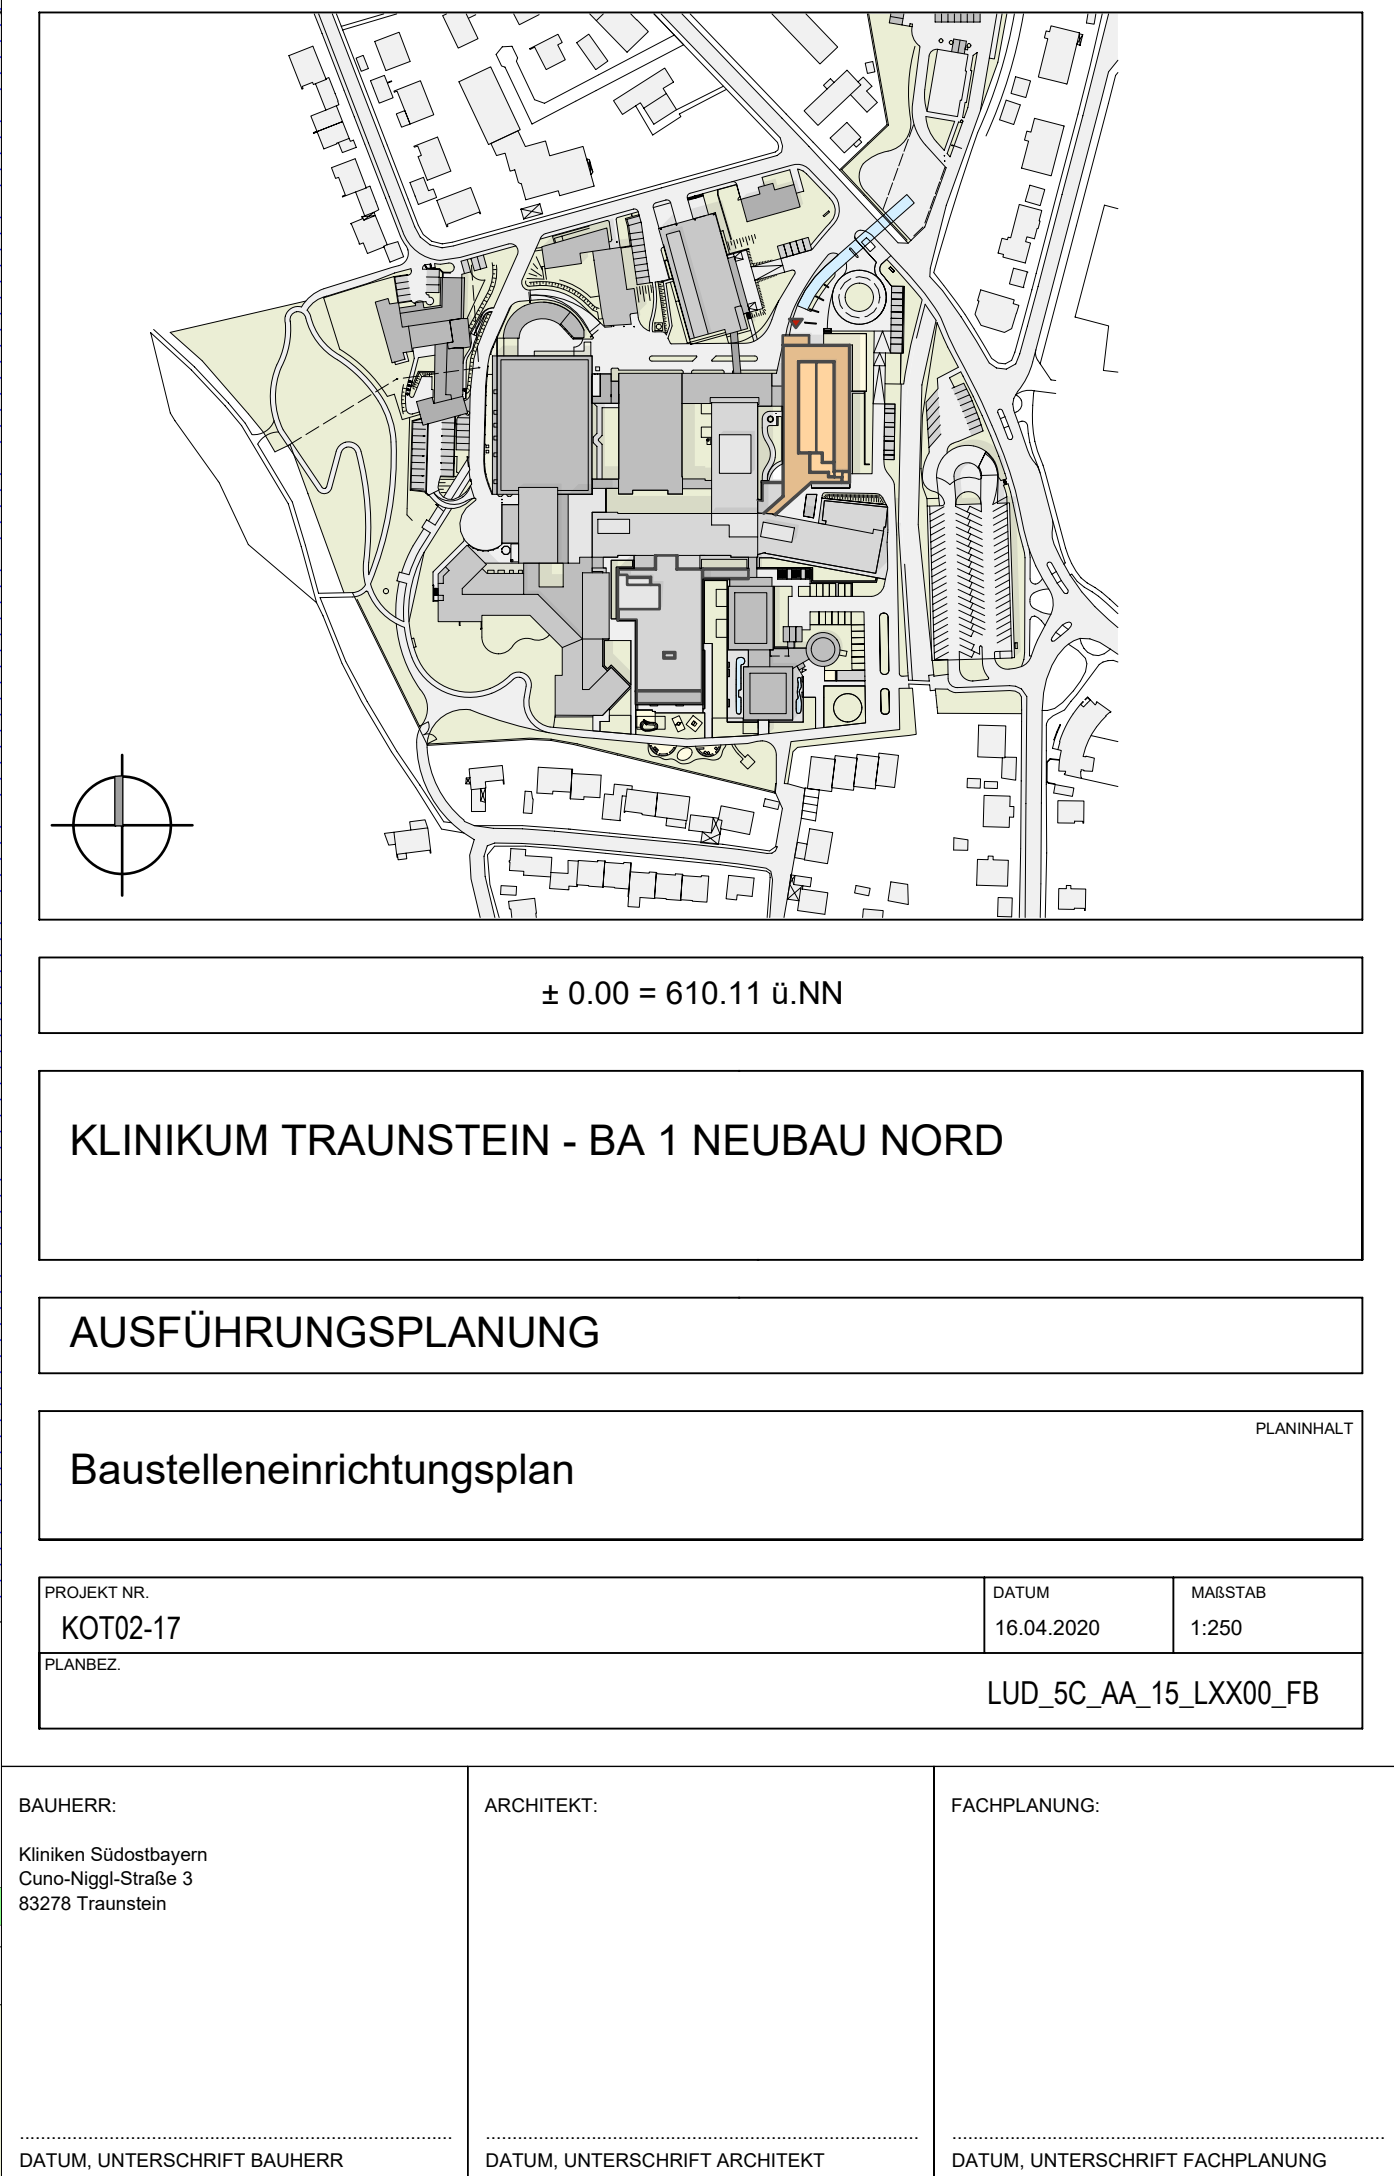 ± 0.00 = 610.11 ü.NN
KLINIKUM TRAUNSTEIN - BA 1 NEUBAU NORD
AUSFÜHRUNGSPLANUNG
PLANINHALT
Baustelleneinrichtungsplan
PROJEKT NR.
KOT02-17
DATUM
16.04.2020
MAßSTAB
1:250
PLANBEZ.
LUD_5C_AA_15_LXX00_FB
BAUHERR:
Kliniken Südostbayern
Cuno-Niggl-Straße 3
83278 Traunstein
DATUM, UNTERSCHRIFT BAUHERR
ARCHITEKT:
DATUM, UNTERSCHRIFT ARCHITEKT
FACHPLANUNG:
DATUM, UNTERSCHRIFT FACHPLANUNG